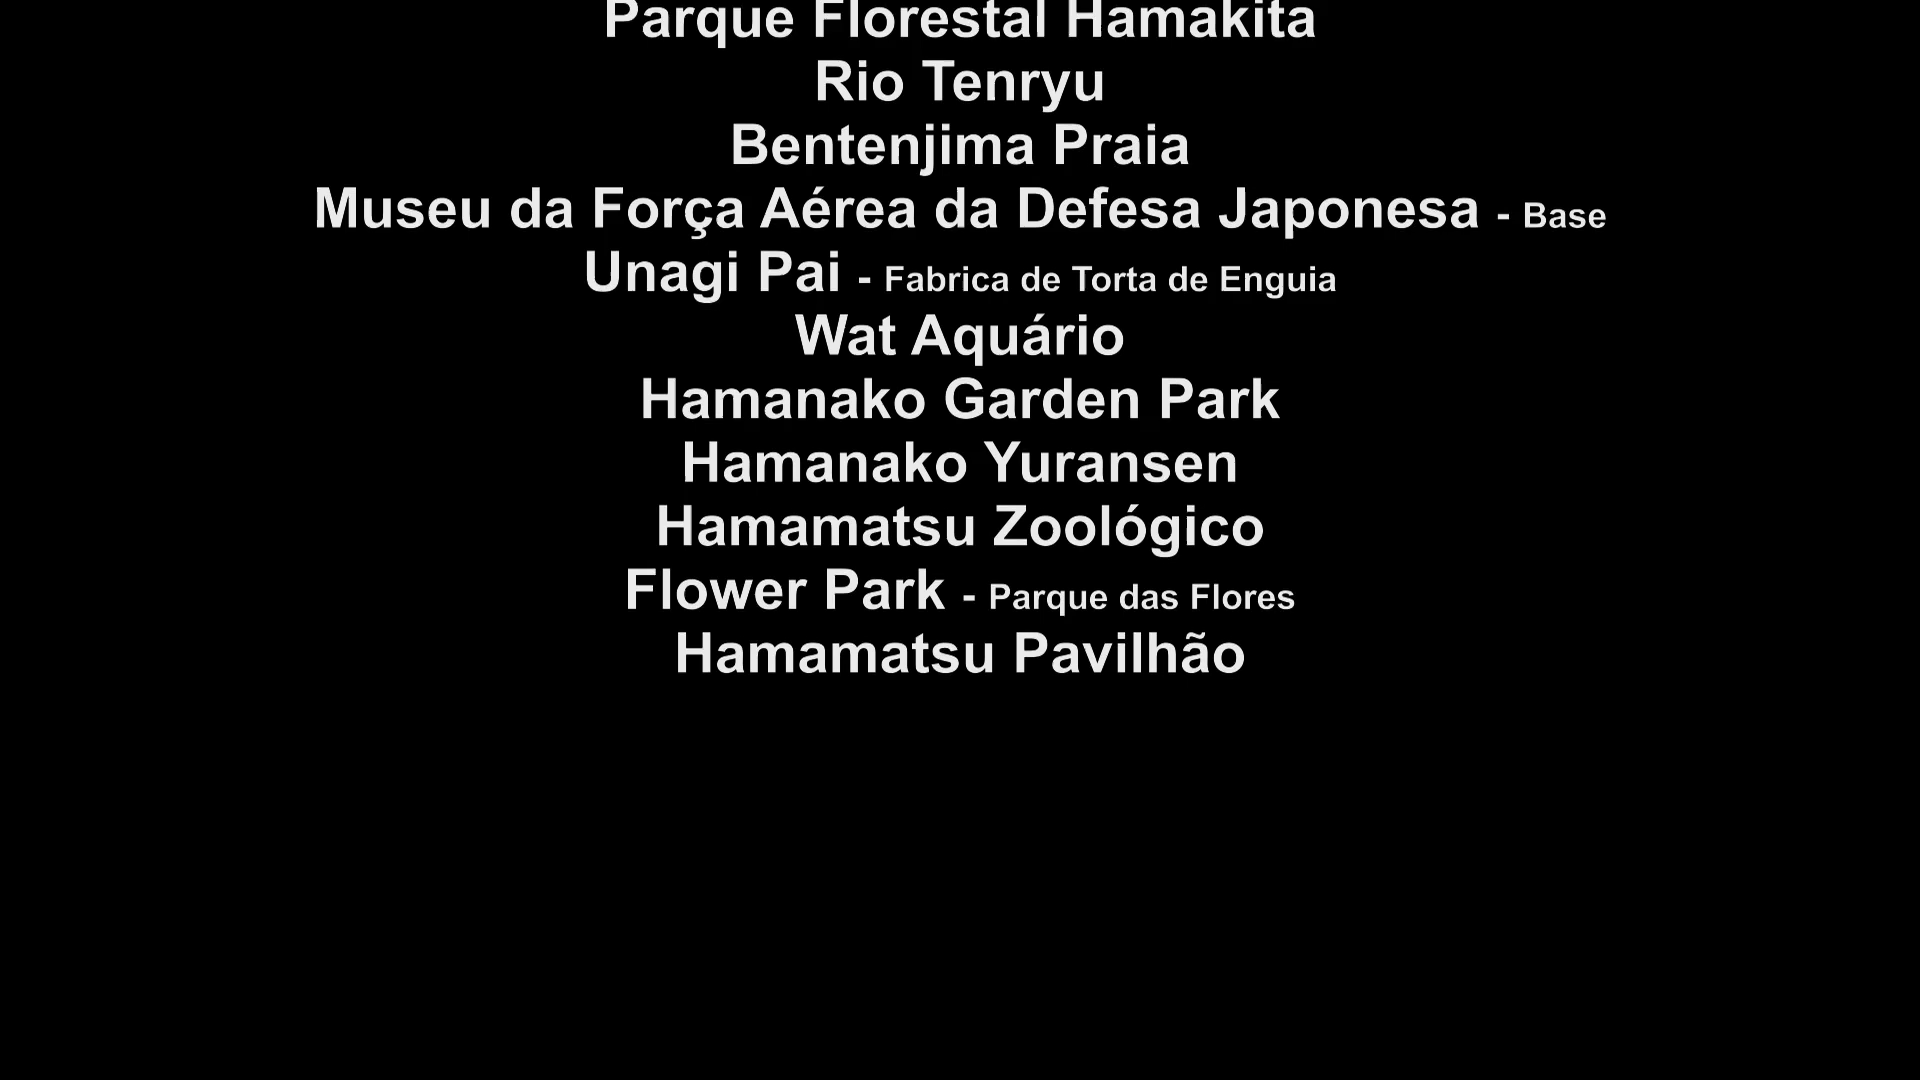 Parque Florestal Hamakita
Rio Tenryu
Bentenjima Praia
Museu da Força Aérea da Defesa Japonesa - Base
Unagi Pai - Fabrica de Torta de Enguia
Wat Aquário
Hamanako Garden Park
Hamanako Yuransen
Hamamatsu Zoológico
Flower Park - Parque das Flores
Hamamatsu Pavilhão